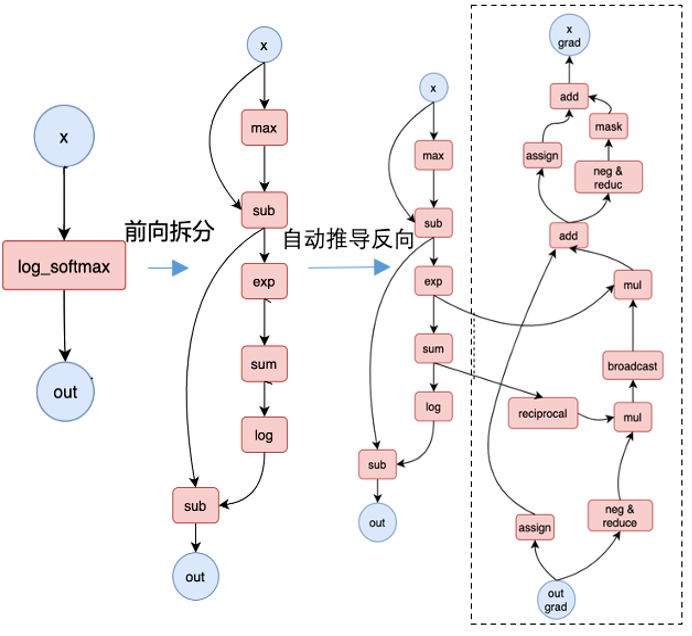 x
log_softmax
out
前向拆分
x
max
sub
exp
sum
log
sub
out
自动推导反向
x
max
sub
exp
sum
log
sub
out
x
grad
add
mask
assign
neg &
reduc
add
mul
broadcast
reciprocal
mul
assign
neg &
reduce
out
grad